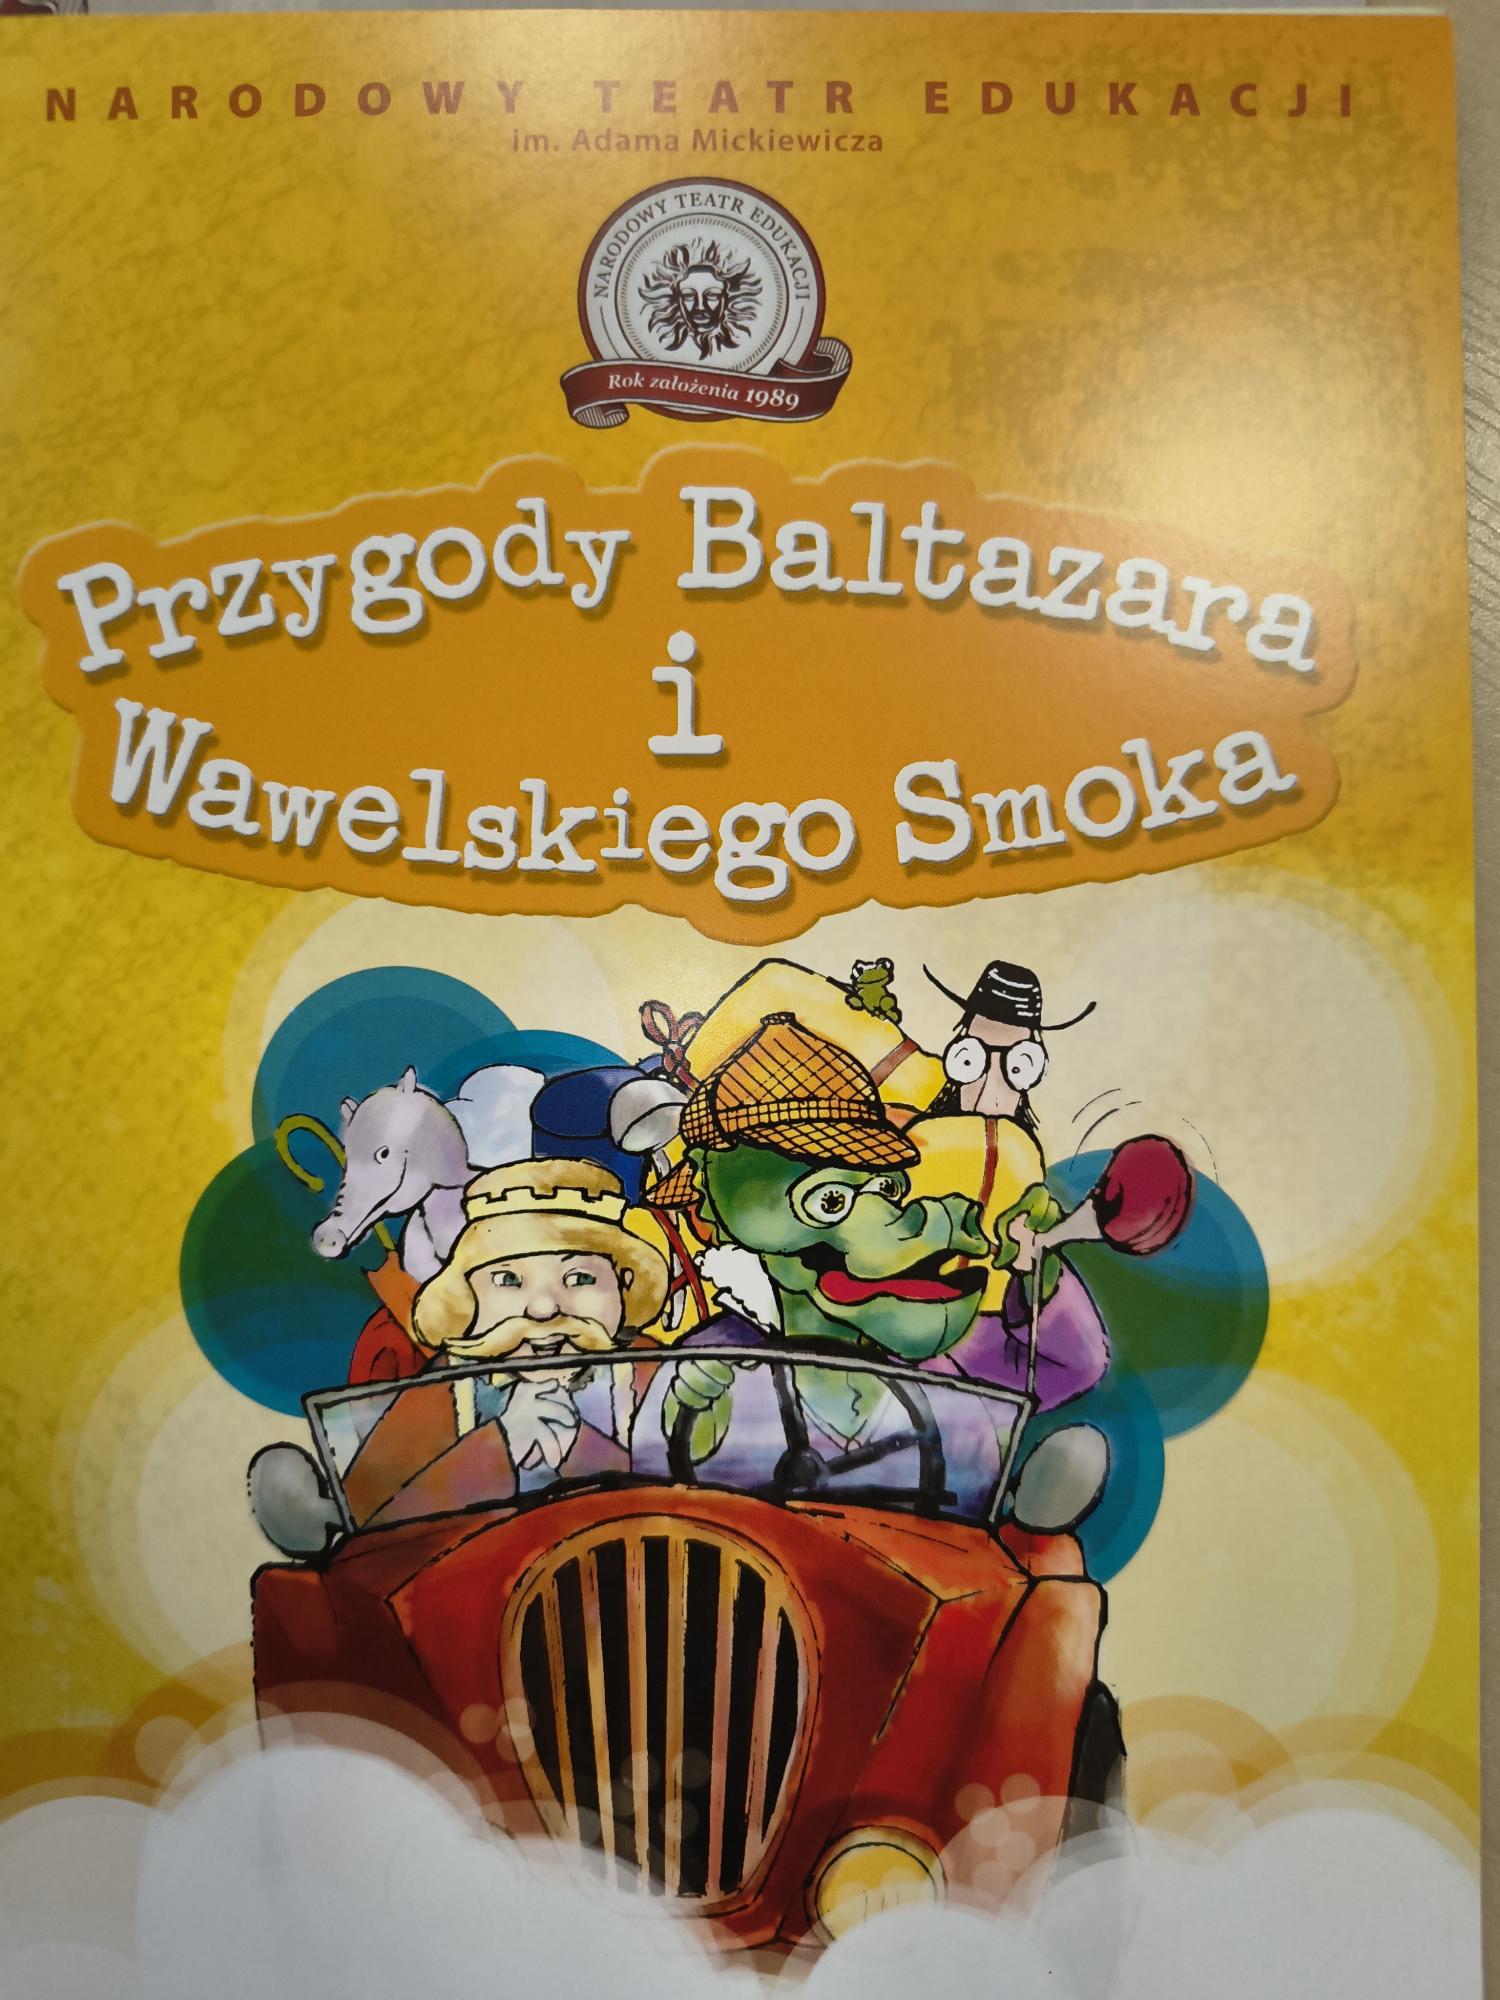 NARODOWY TEATR EDUKACJI
im. Adama Mickiewicza
NARODOWY TEATR EDUKACJI
Rok założenia 1989
Przygody Baltazara
i
Wawelskiego Smoka